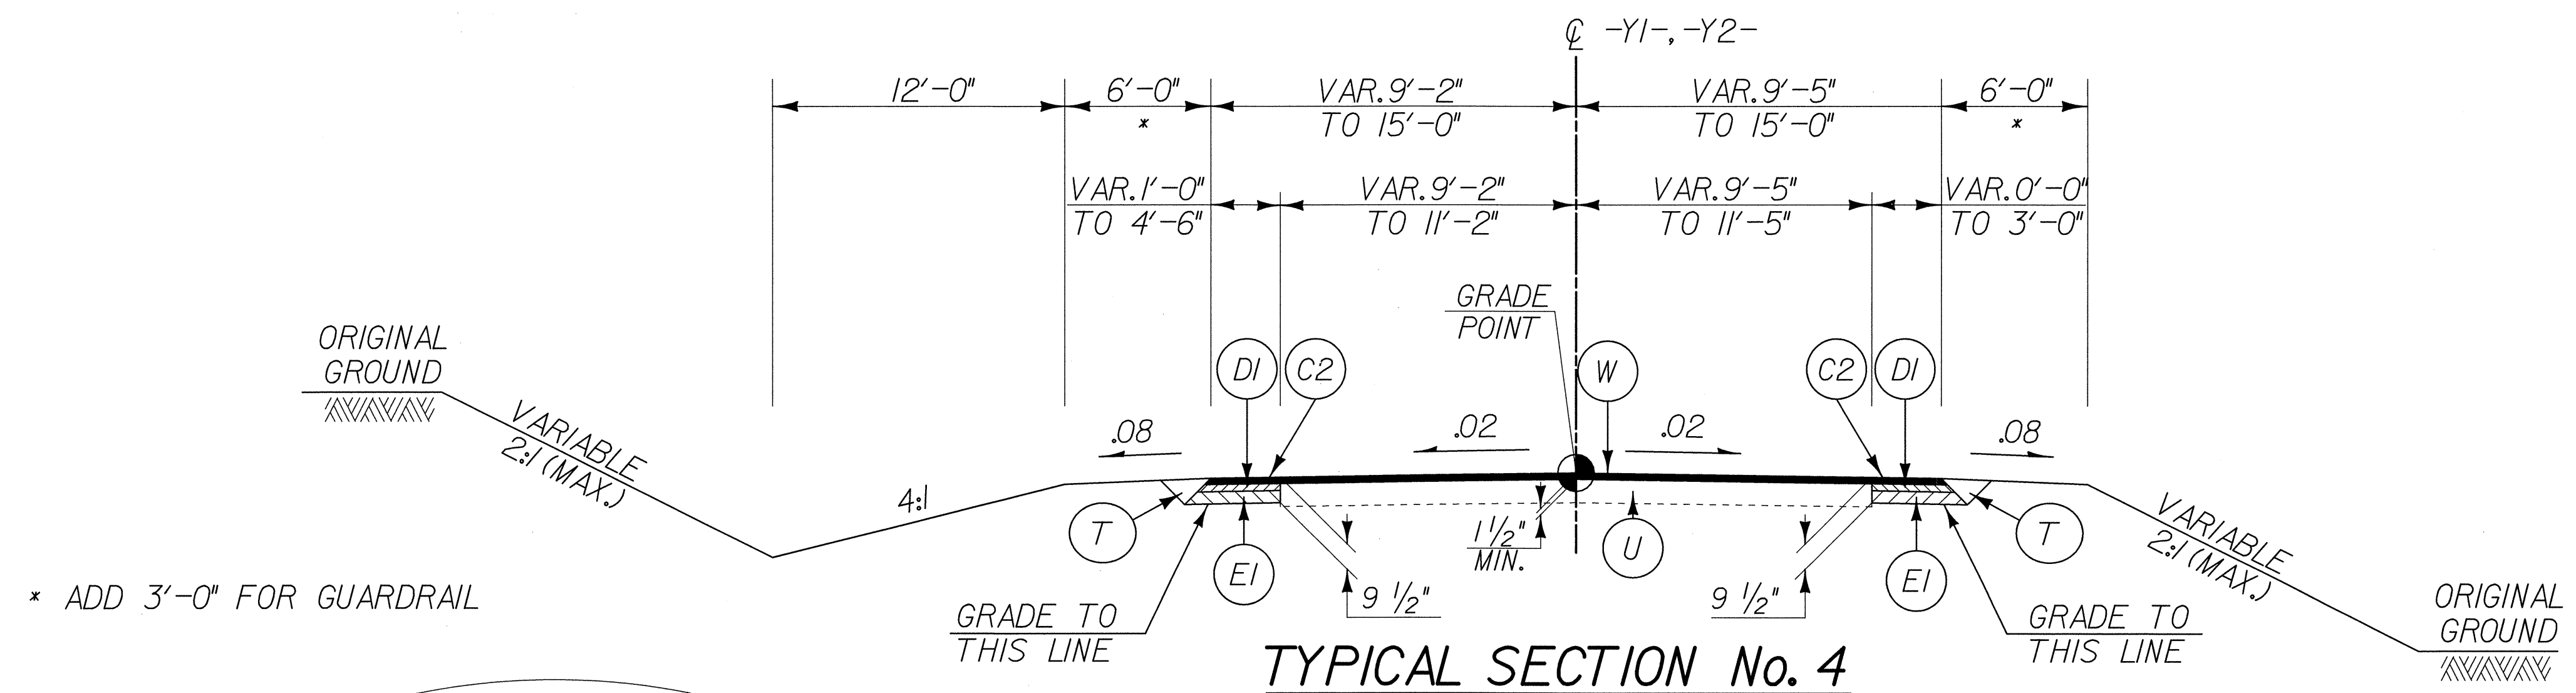 ℄ -Y1-, -Y2-
12'-0" 6'-0" VAR. 9'-2" VAR. 9'-5" 6'-0"
* TO 15'-0" TO 15'-0" *
VAR. 1'-0" VAR. 9'-2" VAR. 9'-5" VAR. 0'-0"
TO 4'-6" TO 11'-2" TO 11'-5" TO 3'-0"
GRADE
POINT
ORIGINAL
GROUND
D1 C2 W C2 D1
VARIABLE
2:1 (MAX.)
.08 .02 .02 .08
4:1
T E1 1 1/2"
MIN.
U E1 T
VARIABLE
2:1 (MAX.)
* ADD 3'-0" FOR GUARDRAIL
9 1/2" 9 1/2"
GRADE TO
THIS LINE
GRADE TO
THIS LINE
ORIGINAL
GROUND
TYPICAL SECTION No. 4